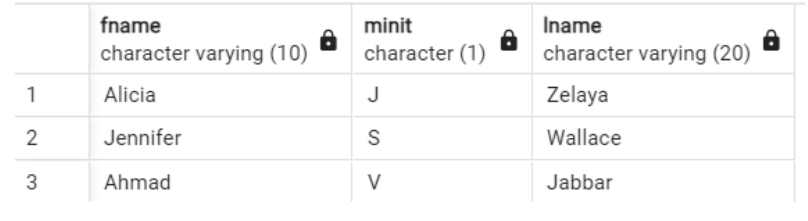 fname minit lname
character varying (10) character (1) character varying (20)
1 Alicia J Zelaya
2 Jennifer S Wallace
3 Ahmad V Jabbar